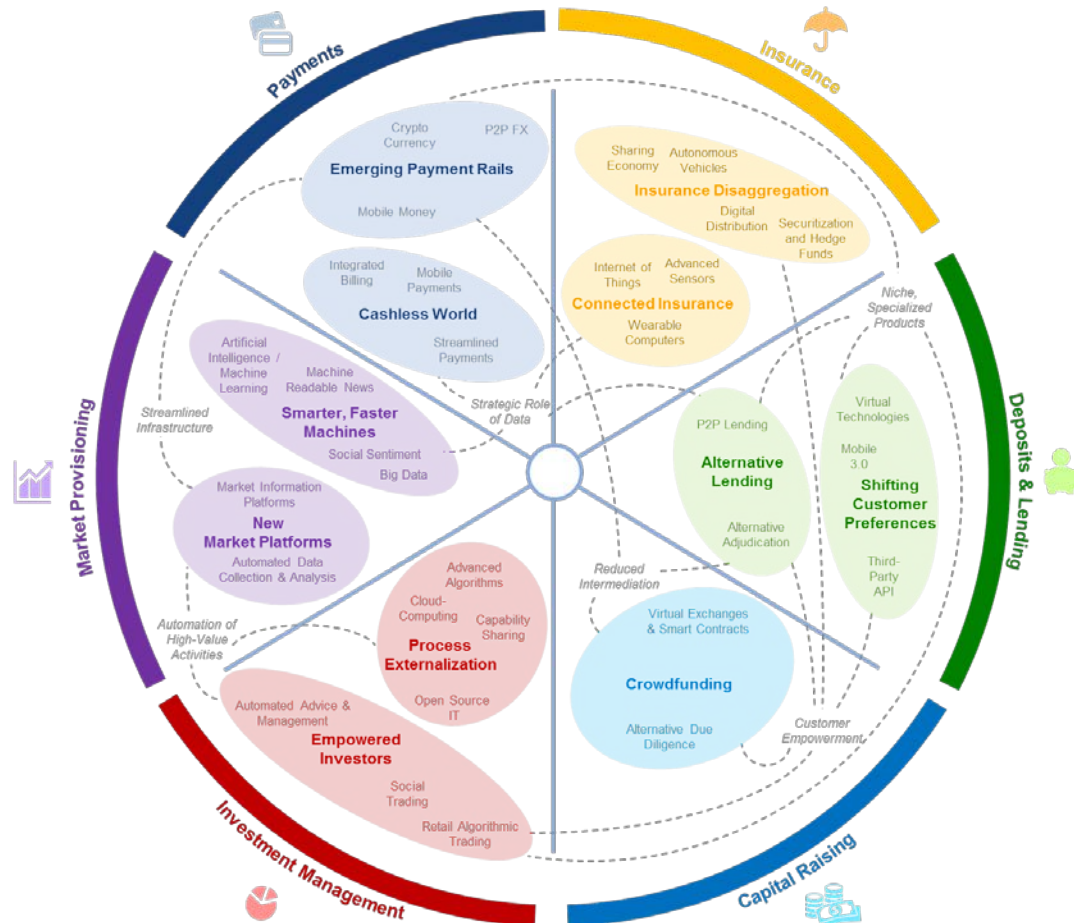 Payments
Crypto
Currency
P2P FX
Emerging Payment Rails
Mobile Money
Integrated
Billing
Mobile
Payments
Cashless World
Streamlined
Payments
Insurance
Sharing
Economy
Autonomous
Vehicles
Insurance Disaggregation
Digital
Distribution
Securitization
and Hedge
Funds
Internet of
Things
Advanced
Sensors
Connected Insurance
Wearable
Computers
Niche,
Specialized
Products
Market Provisioning
Artificial
Intelligence /
Machine
Learning
Machine
Readable News
Smarter, Faster
Machines
Social Sentiment
Big Data
Streamlined
Infrastructure
Strategic Role
of Data
Market Information
Platforms
New
Market Platforms
Automated Data
Collection & Analysis
Automation of
High-Value
Activities
Deposits & Lending
P2P Lending
Alternative
Lending
Alternative
Adjudication
Virtual
Technologies
Mobile
3.0
Shifting
Customer
Preferences
Third-
Party
API
Reduced
Intermediation
Investment Management
Advanced
Algorithms
Cloud-
Computing
Capability
Sharing
Process
Externalization
Open Source
IT
Automated Advice &
Management
Empowered
Investors
Social
Trading
Retail Algorithmic
Trading
Capital Raising
Virtual Exchanges
& Smart Contracts
Crowdfunding
Alternative Due
Diligence
Customer
Empowerment